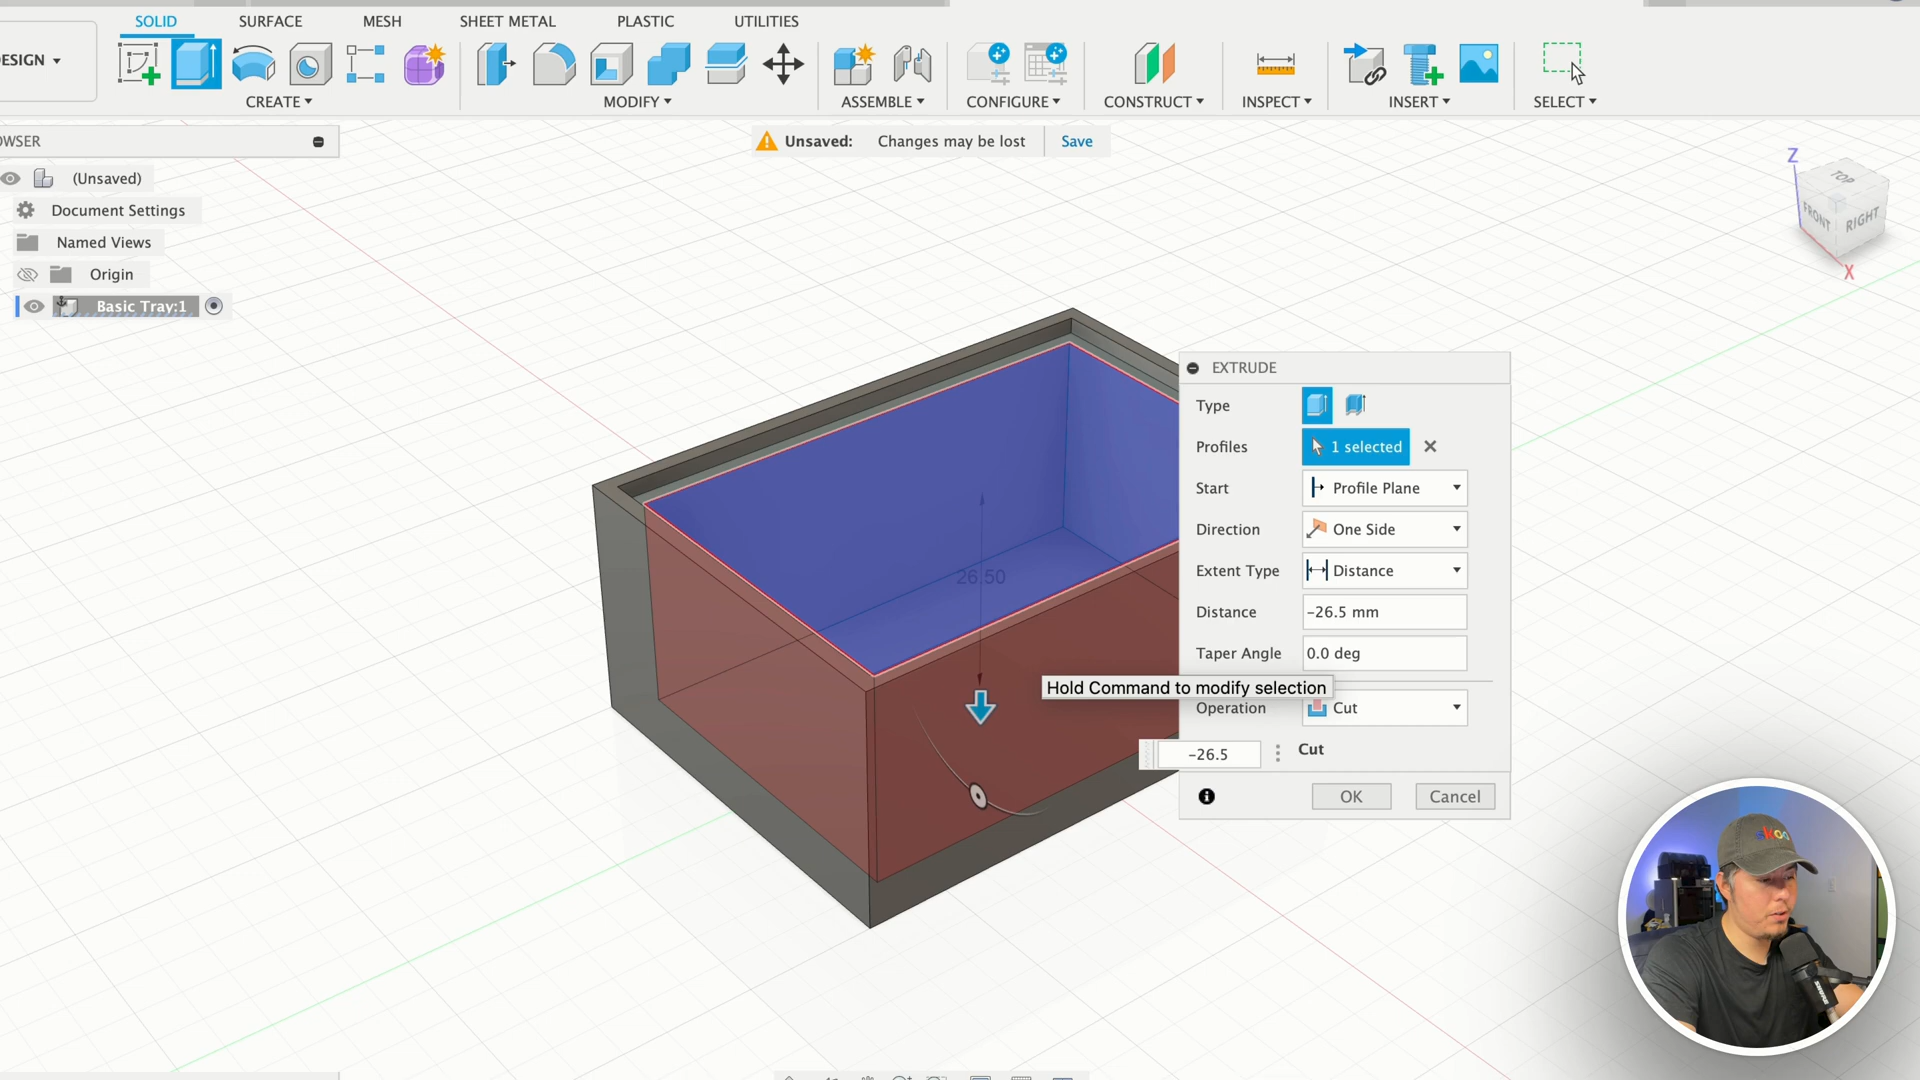 SOLID SURFACE MESH SHEET METAL PLASTIC UTILITIES
ESIGN
CREATE MODIFY ASSEMBLE CONFIGURE CONSTRUCT INSPECT INSERT SELECT
OWSER
Unsaved: Changes may be lost Save
(Unsaved)
Document Settings
Named Views
Origin
Basic Tray:1
Z
TOP
FRONT
RIGHT
X
26.50
EXTRUDE
Type
Profiles 1 selected
Start Profile Plane
Direction One Side
Extent Type Distance
Distance -26.5 mm
Taper Angle 0.0 deg
Hold Command to modify selection
Operation Cut
-26.5 Cut
OK Cancel
skool
SHURE